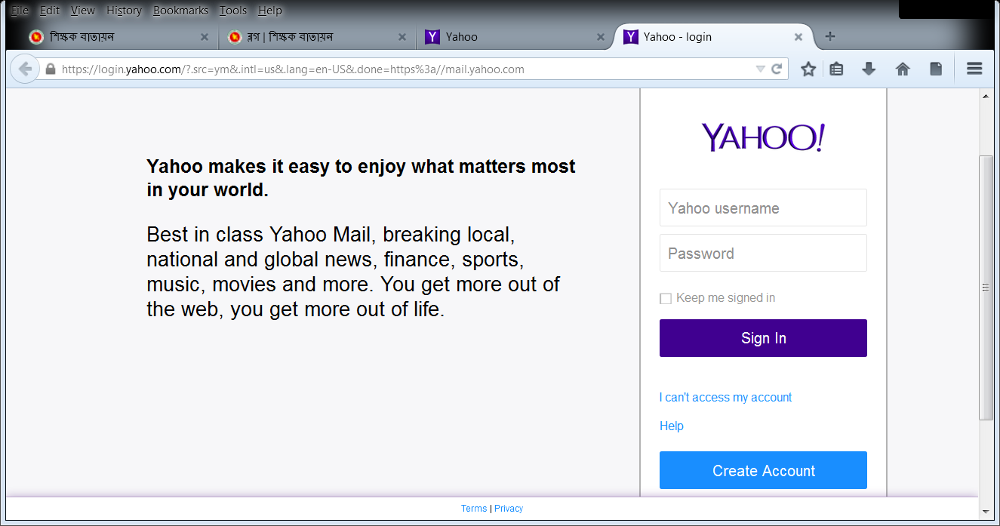 File Edit View History Bookmarks Tools Help
শিক্ষক বাতায়ন
ব্লগ | শিক্ষক বাতায়ন
Yahoo
Yahoo - login
https://login.yahoo.com/?.src=ym&.intl=us&.lang=en-US&.done=https%3a//mail.yahoo.com
Yahoo makes it easy to enjoy what matters most
in your world.
Best in class Yahoo Mail, breaking local,
national and global news, finance, sports,
music, movies and more. You get more out of
the web, you get more out of life.
YAHOO!
Yahoo username
Password
Keep me signed in
Sign In
I can't access my account
Help
Create Account
Terms | Privacy